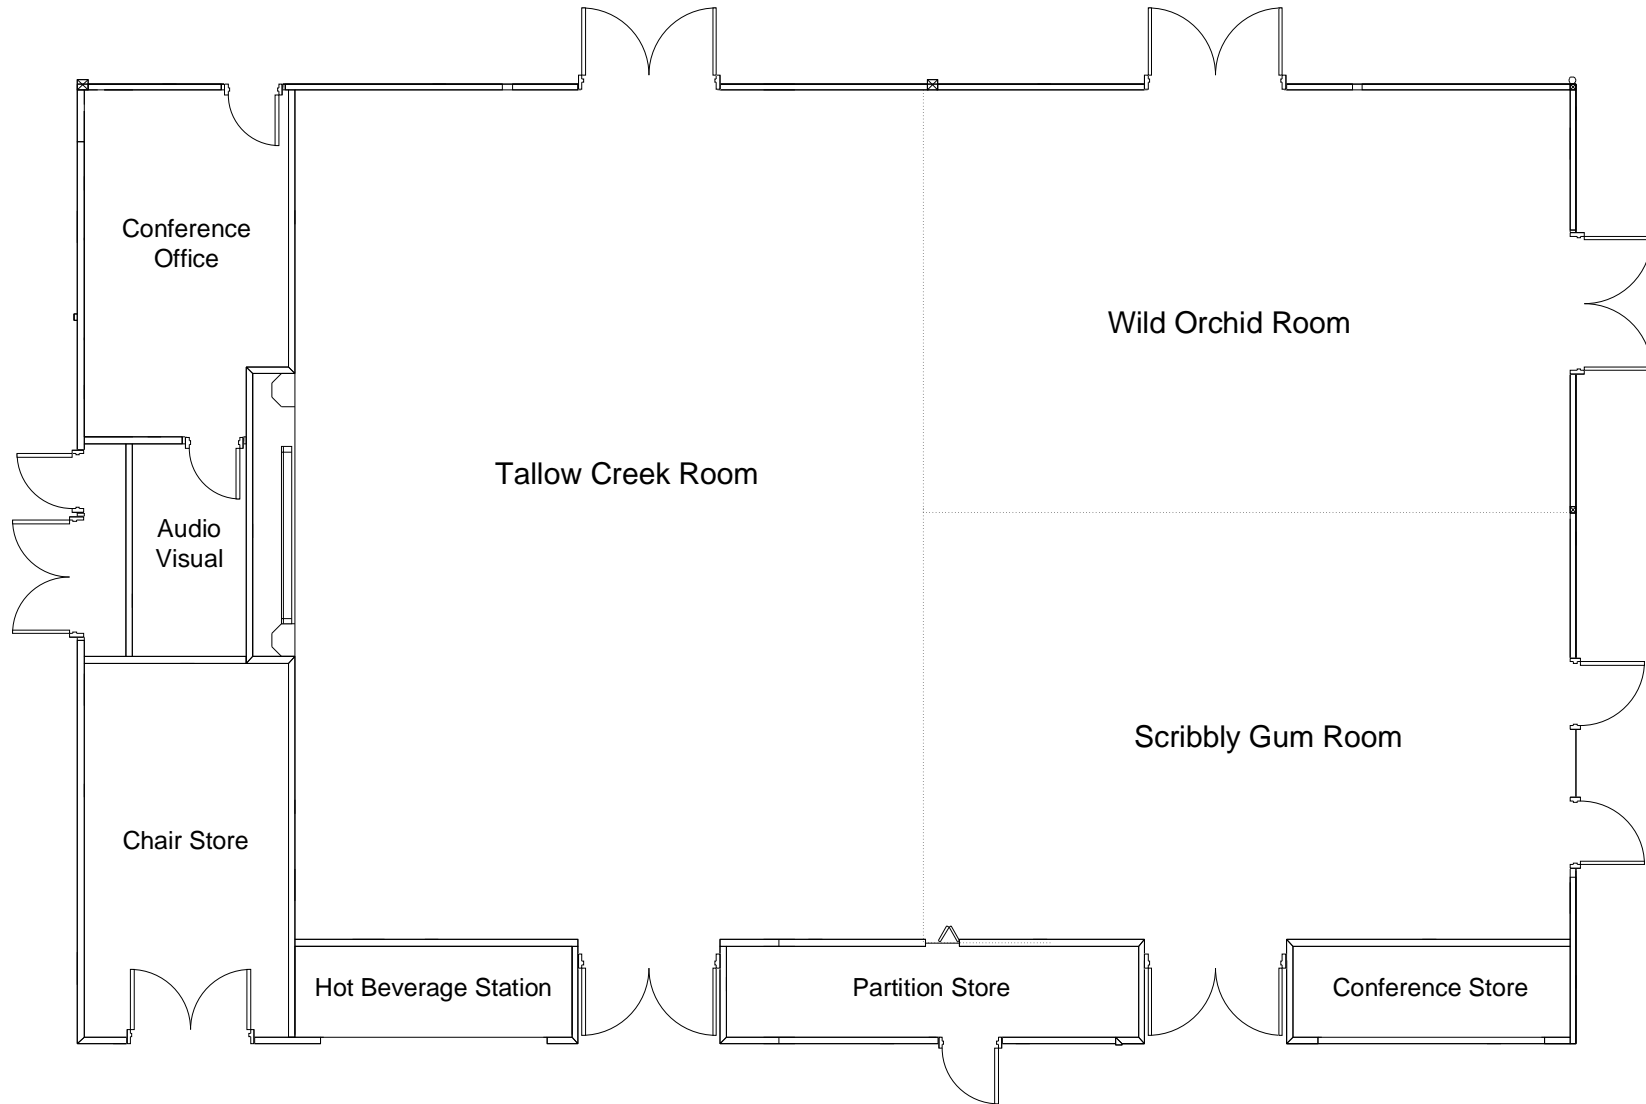 Conference
Office
Wild Orchid Room
Tallow Creek Room
Audio
Visual
Scribbly Gum Room
Chair Store
Hot Beverage Station
Partition Store
Conference Store